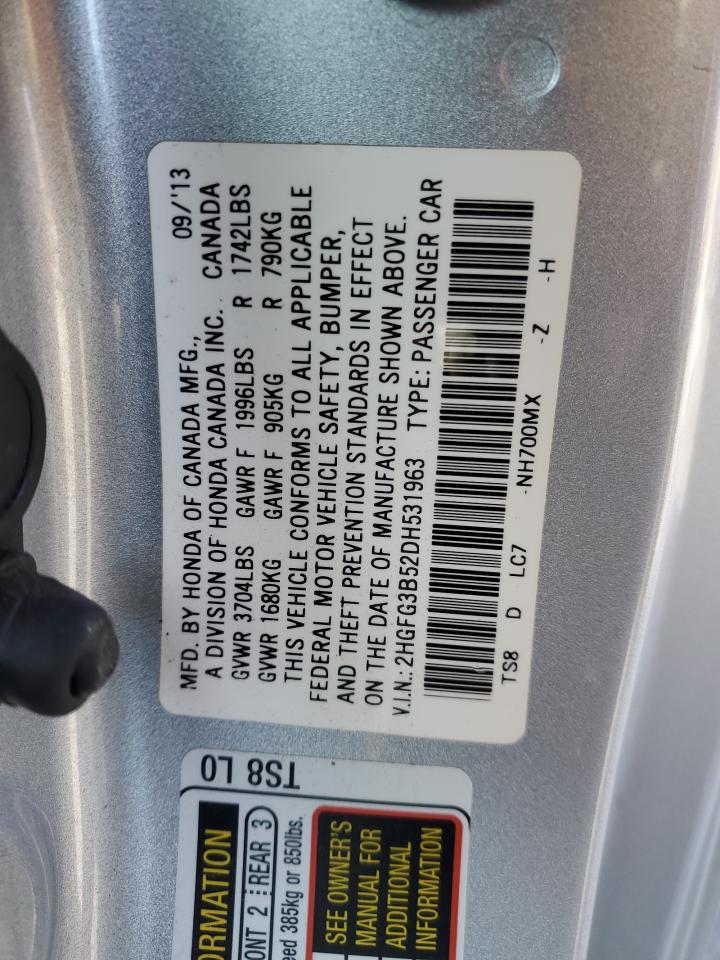 09/'13
MFD. BY HONDA OF CANADA MFG.,
A DIVISION OF HONDA CANADA INC. CANADA
GVWR 3704LBS GAWR F 1996LBS R 1742LBS
GVWR 1680KG GAWR F 905KG R 790KG
THIS VEHICLE CONFORMS TO ALL APPLICABLE
FEDERAL MOTOR VEHICLE SAFETY, BUMPER,
AND THEFT PREVENTION STANDARDS IN EFFECT
ON THE DATE OF MANUFACTURE SHOWN ABOVE.
V.I.N.: 2HGFG3B52DH531963 TYPE: PASSENGER CAR
TS8 D LC7 -NH700MX -Z -H
TS8 L0
ORMATION
ONT 2 REAR 3
eed 385kg or 850lbs.
SEE OWNER'S
MANUAL FOR
ADDITIONAL
INFORMATION